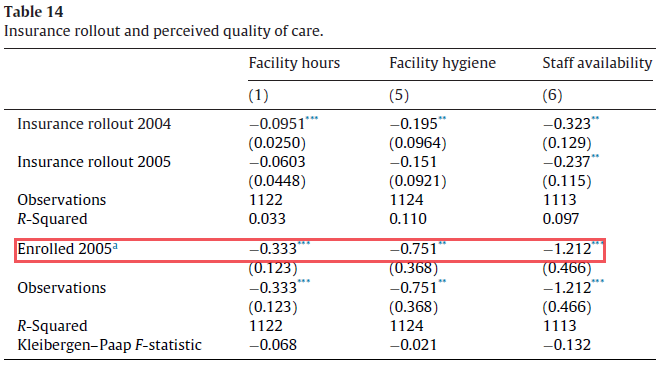 Table 14
Insurance rollout and perceived quality of care.
Facility hours Facility hygiene Staff availability
(1) (5) (6)
Insurance rollout 2004 −0.0951*** −0.195** −0.323**
(0.0250) (0.0964) (0.129)
Insurance rollout 2005 −0.0603 −0.151 −0.237**
(0.0448) (0.0921) (0.115)
Observations 1122 1124 1113
R-Squared 0.033 0.110 0.097
Enrolled 2005a −0.333*** −0.751** −1.212***
(0.123) (0.368) (0.466)
Observations −0.333*** −0.751** −1.212***
(0.123) (0.368) (0.466)
R-Squared 1122 1124 1113
Kleibergen–Paap F-statistic −0.068 −0.021 −0.132